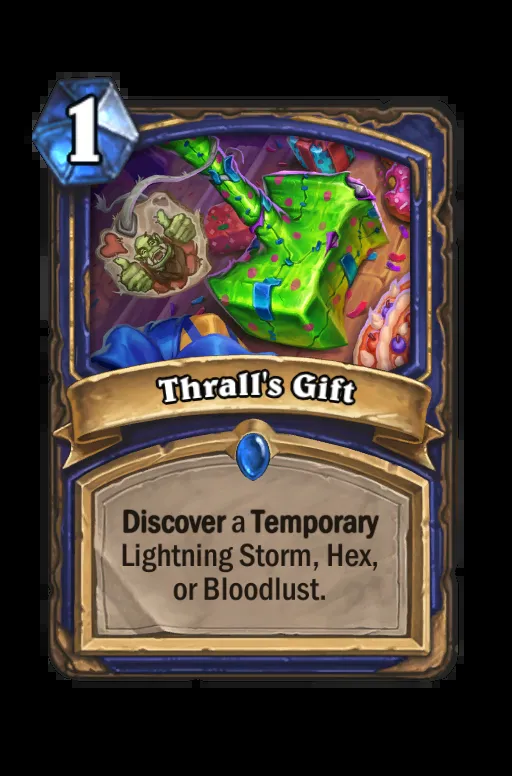 1
Thrall's Gift
Discover a Temporary
Lightning Storm, Hex,
or Bloodlust.